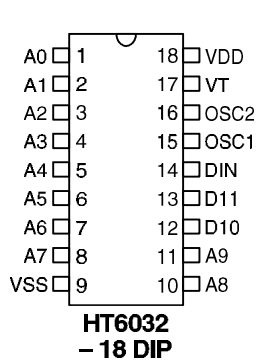 A0 1 18 VDD
A1 2 17 VT
A2 3 16 OSC2
A3 4 15 OSC1
A4 5 14 DIN
A5 6 13 D11
A6 7 12 D10
A7 8 11 A9
VSS 9 10 A8
HT6032
– 18 DIP